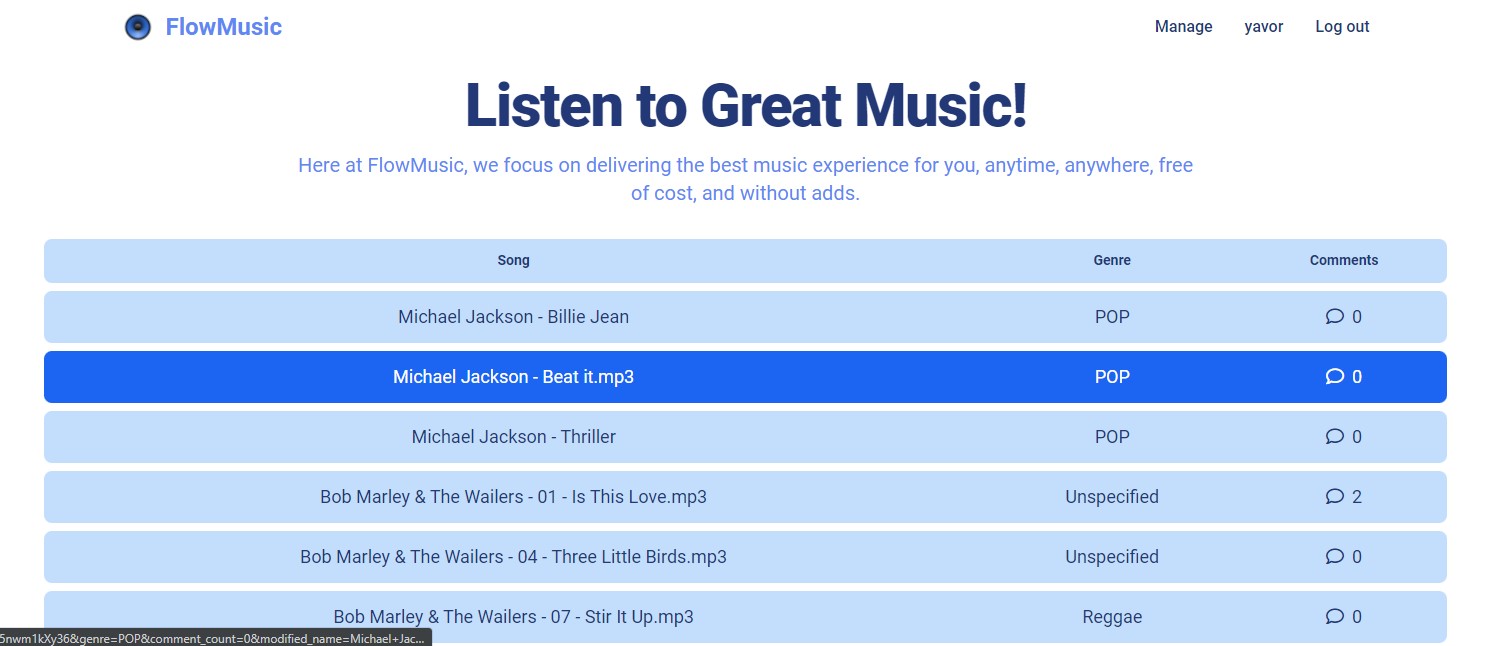 FlowMusic Manage yavor Log out
Listen to Great Music!
Here at FlowMusic, we focus on delivering the best music experience for you, anytime, anywhere, free
of cost, and without adds.
Song Genre Comments
Michael Jackson - Billie Jean POP 0
Michael Jackson - Beat it.mp3 POP 0
Michael Jackson - Thriller POP 0
Bob Marley & The Wailers - 01 - Is This Love.mp3 Unspecified 2
Bob Marley & The Wailers - 04 - Three Little Birds.mp3 Unspecified 0
Bob Marley & The Wailers - 07 - Stir It Up.mp3 Reggae 0
5nwm1kXy36&genre=POP&comment_count=0&modified_name=Michael+Jac...